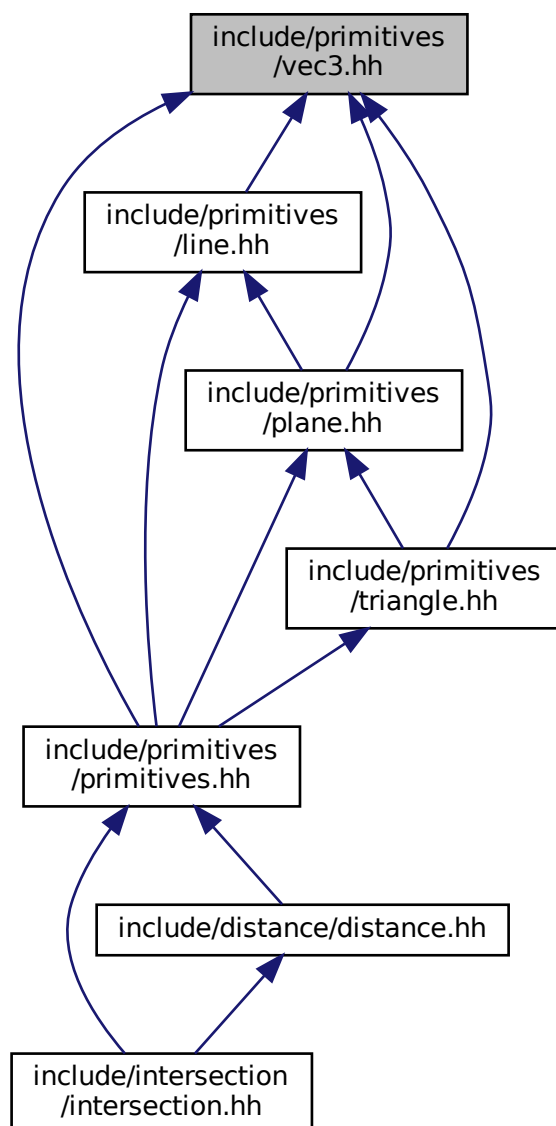 include/primitives
/vec3.hh
include/primitives
/line.hh
include/primitives
/plane.hh
include/primitives
/triangle.hh
include/primitives
/primitives.hh
include/distance/distance.hh
include/intersection
/intersection.hh